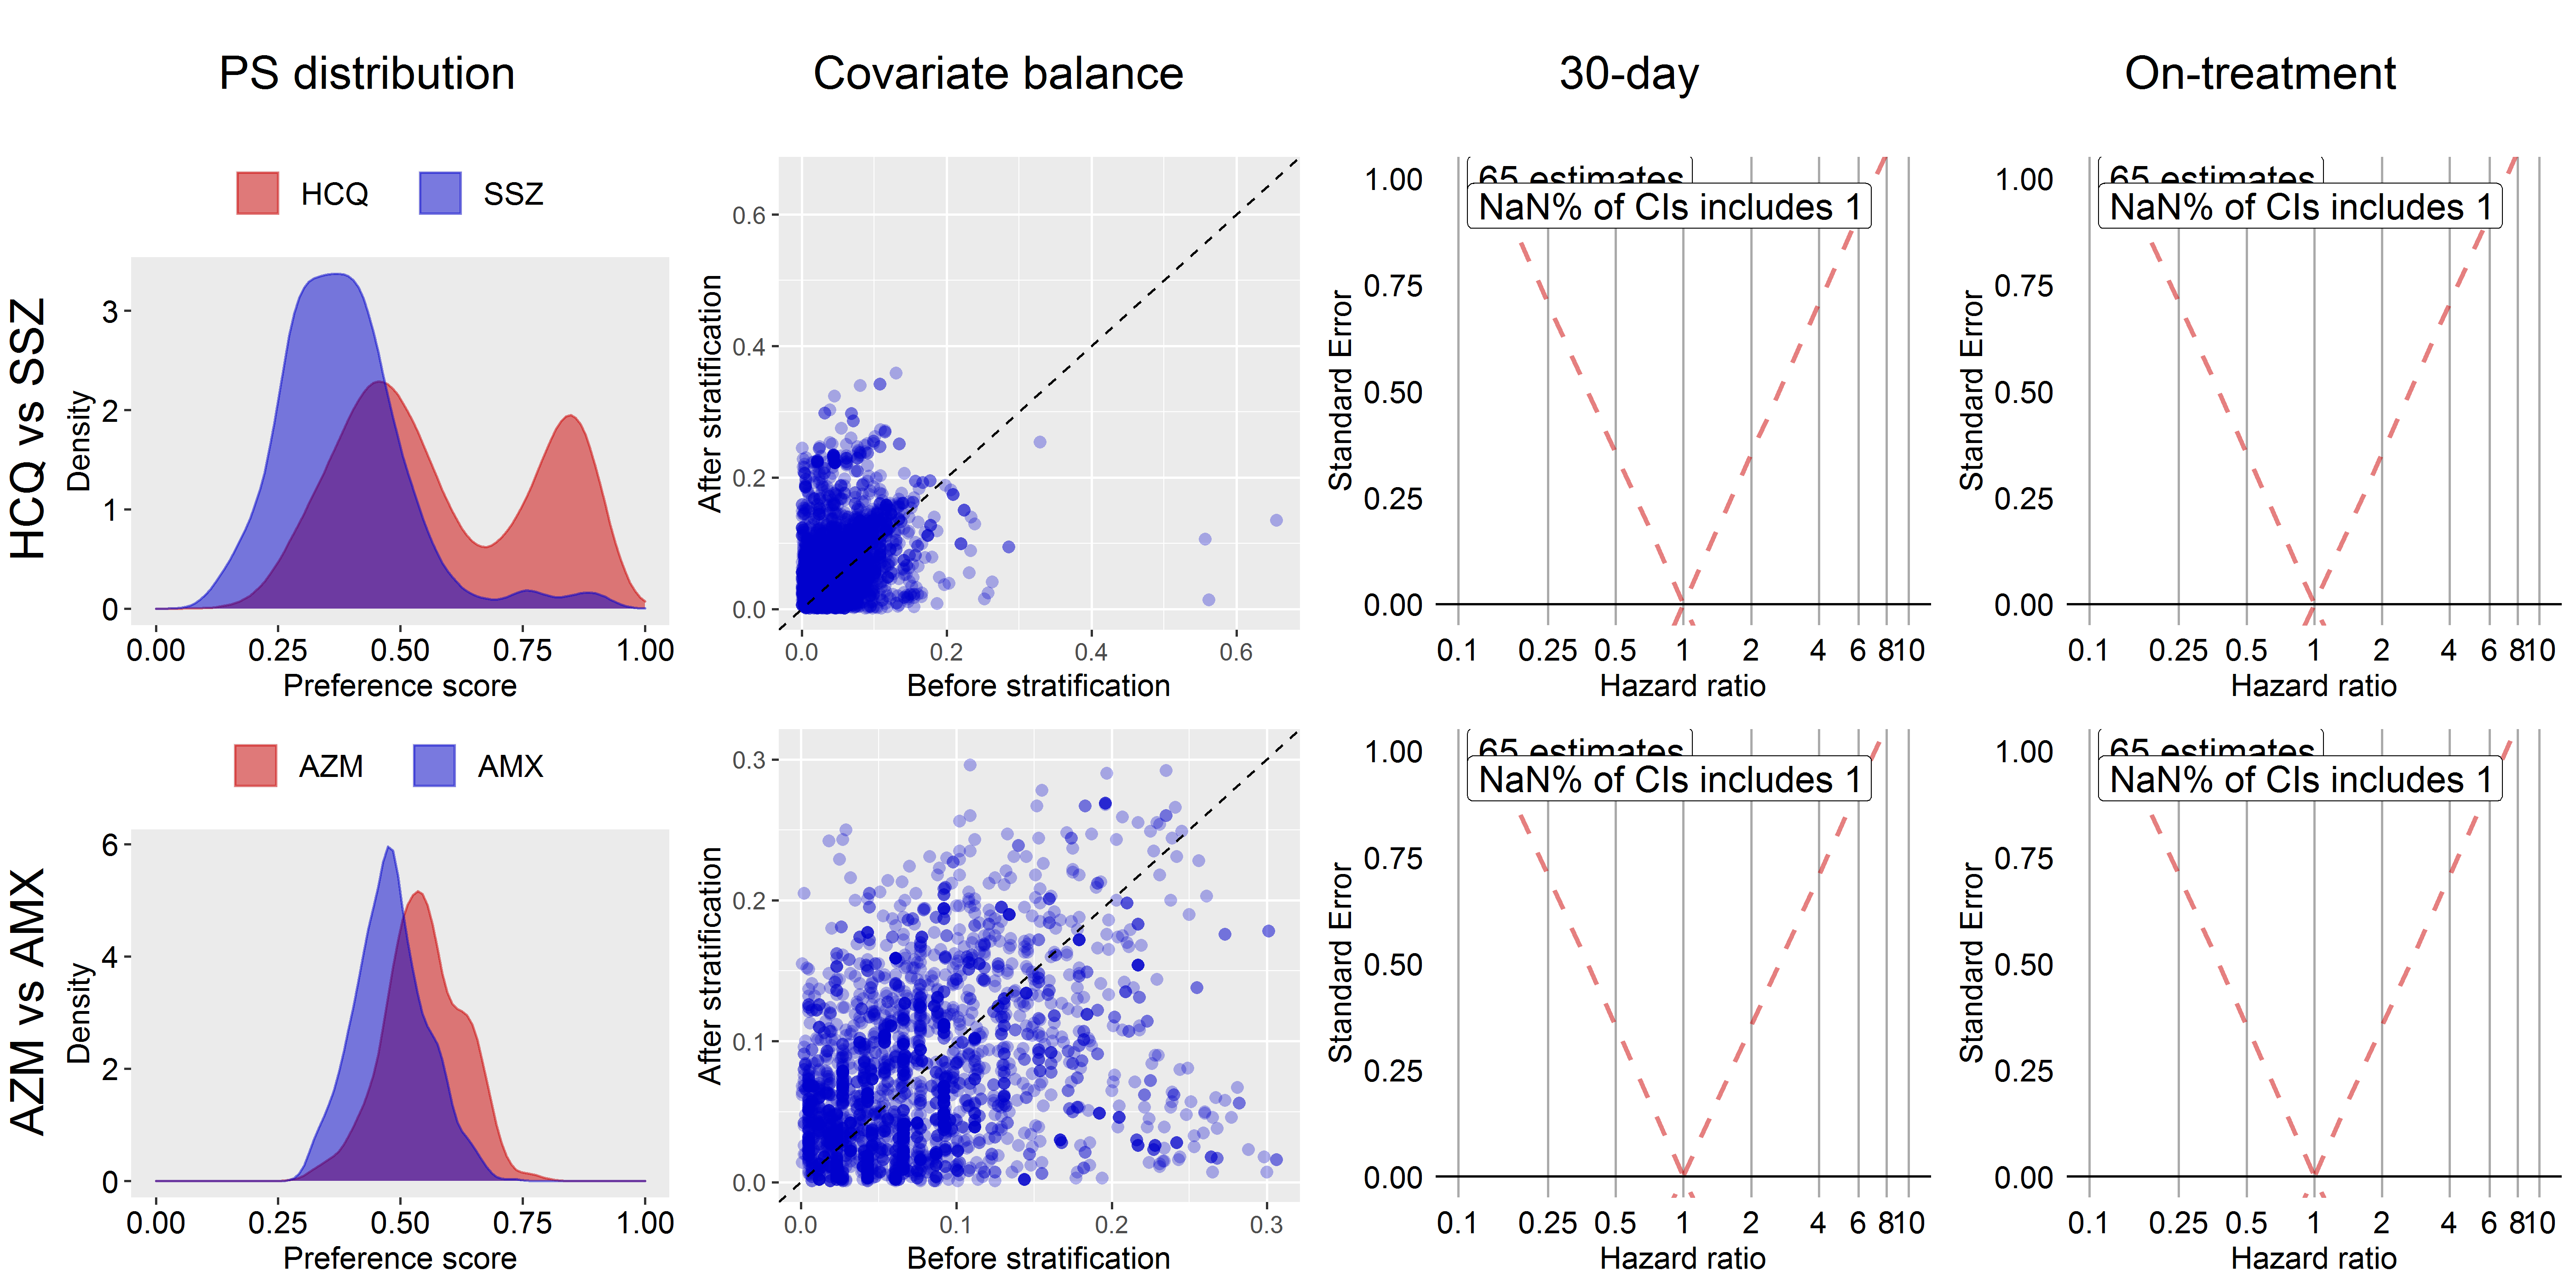 PS distribution
Covariate balance
30-day
On-treatment
HCQ vs SSZ
HCQ
SSZ
Density
3
2
1
0
0.00 0.25 0.50 0.75 1.00
Preference score
After stratification
0.6
0.4
0.2
0.0
0.0 0.2 0.4 0.6
Before stratification
65 estimates
NaN% of CIs includes 1
Standard Error
1.00
0.75
0.50
0.25
0.00
0.1 0.25 0.5 1 2 4 6 8 10
Hazard ratio
65 estimates
NaN% of CIs includes 1
Standard Error
1.00
0.75
0.50
0.25
0.00
0.1 0.25 0.5 1 2 4 6 8 10
Hazard ratio
AZM vs AMX
AZM
AMX
Density
6
4
2
0
0.00 0.25 0.50 0.75 1.00
Preference score
After stratification
0.3
0.2
0.1
0.0
0.0 0.1 0.2 0.3
Before stratification
65 estimates
NaN% of CIs includes 1
Standard Error
1.00
0.75
0.50
0.25
0.00
0.1 0.25 0.5 1 2 4 6 8 10
Hazard ratio
65 estimates
NaN% of CIs includes 1
Standard Error
1.00
0.75
0.50
0.25
0.00
0.1 0.25 0.5 1 2 4 6 8 10
Hazard ratio